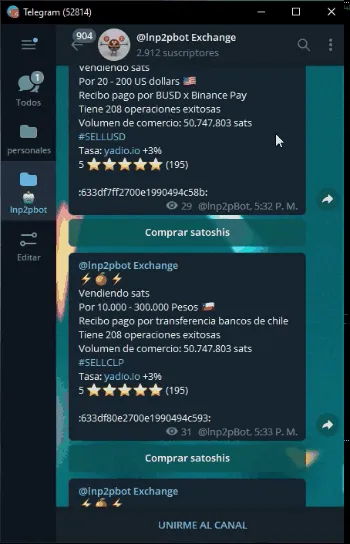 Telegram (52814)
904
@lnp2pbot Exchange
2.912 suscriptores
1
Todos
personales
lnp2pbot
Editar
Vendiendo sats
Por 20 - 200 US dollars 🇺🇸
Recibo pago por BUSD x Binance Pay
Tiene 208 operaciones exitosas
Volumen de comercio: 50,747,803 sats
#SELLUSD
Tasa: yadio.io +3%
5 ⭐⭐⭐⭐⭐ (195)
:633df7ff2700e1990494c58b:
29 @lnp2pBot, 5:32 P. M.
Comprar satoshis
@lnp2pbot Exchange
⚡🍊⚡
Vendiendo sats
Por 10.000 - 300,000 Pesos 🇨🇱
Recibo pago por transferencia bancos de chile
Tiene 208 operaciones exitosas
Volumen de comercio: 50.747.803 sats
#SELLCLP
Tasa: yadio.io +3%
5 ⭐⭐⭐⭐⭐ (195)
:633df80e2700e1990494c593:
31 @lnp2pBot, 5:33 P. M.
Comprar satoshis
@lnp2pbot Exchange
⚡🍊⚡
UNIRME AL CANAL